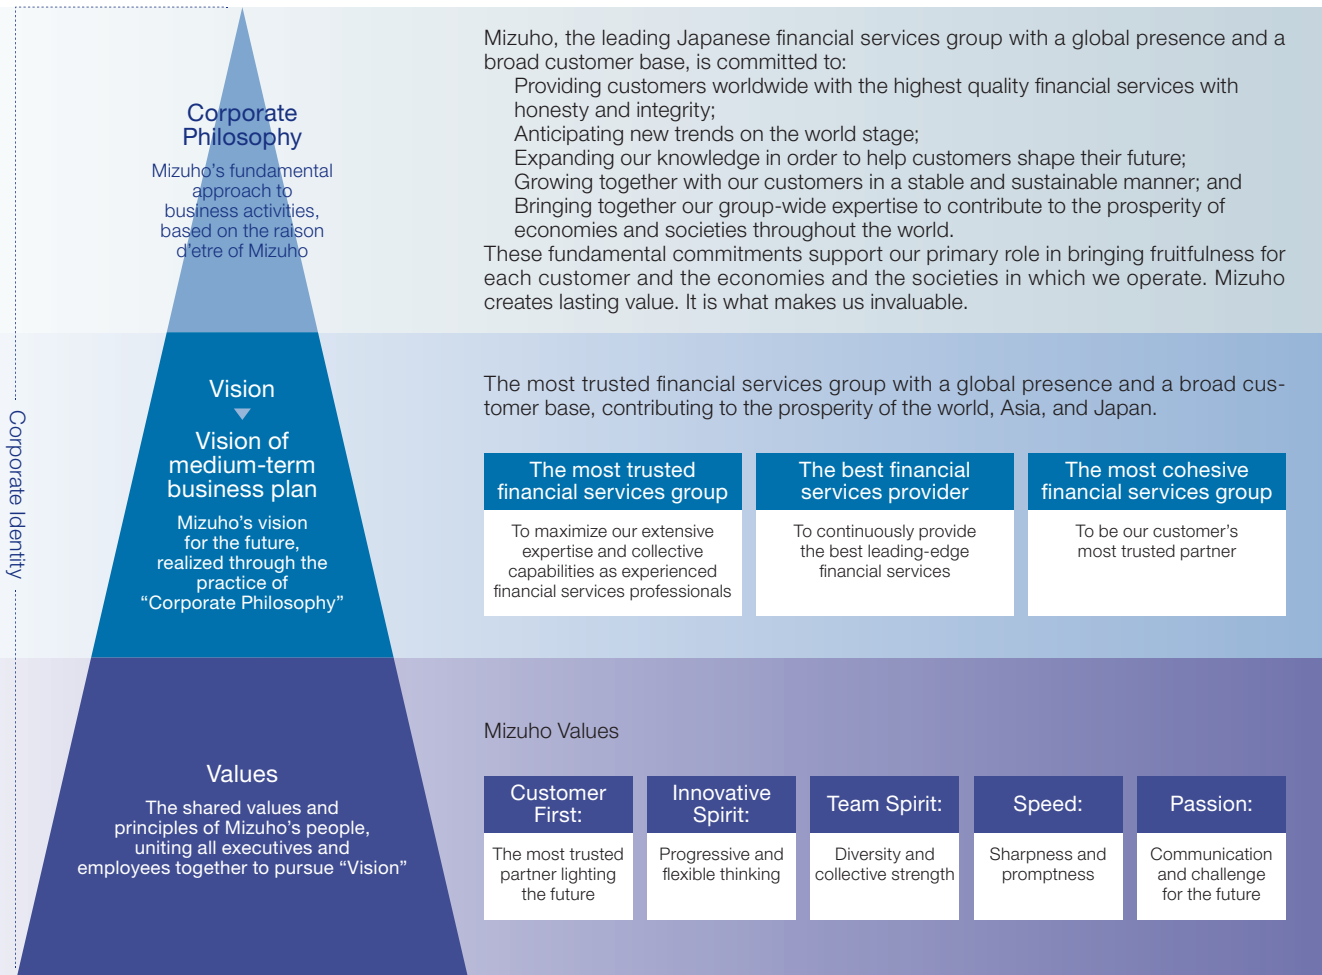 Corporate Identity
Corporate
Philosophy
Mizuho’s fundamental
approach to
business activities,
based on the raison
d’etre of Mizuho
Mizuho, the leading Japanese financial services group with a global presence and a
broad customer base, is committed to:
Providing customers worldwide with the highest quality financial services with
honesty and integrity;
Anticipating new trends on the world stage;
Expanding our knowledge in order to help customers shape their future;
Growing together with our customers in a stable and sustainable manner; and
Bringing together our group-wide expertise to contribute to the prosperity of
economies and societies throughout the world.
These fundamental commitments support our primary role in bringing fruitfulness for
each customer and the economies and the societies in which we operate. Mizuho
creates lasting value. It is what makes us invaluable.
Vision
Vision of
medium-term
business plan
Mizuho’s vision
for the future,
realized through the
practice of
“Corporate Philosophy”
The most trusted financial services group with a global presence and a broad cus-
tomer base, contributing to the prosperity of the world, Asia, and Japan.
The most trusted
financial services group
To maximize our extensive
expertise and collective
capabilities as experienced
financial services professionals
The best financial
services provider
To continuously provide
the best leading-edge
financial services
The most cohesive
financial services group
To be our customer’s
most trusted partner
Values
The shared values and
principles of Mizuho’s people,
uniting all executives and
employees together to pursue “Vision”
Mizuho Values
Customer
First:
The most trusted
partner lighting
the future
Innovative
Spirit:
Progressive and
flexible thinking
Team Spirit:
Diversity and
collective strength
Speed:
Sharpness and
promptness
Passion:
Communication
and challenge
for the future